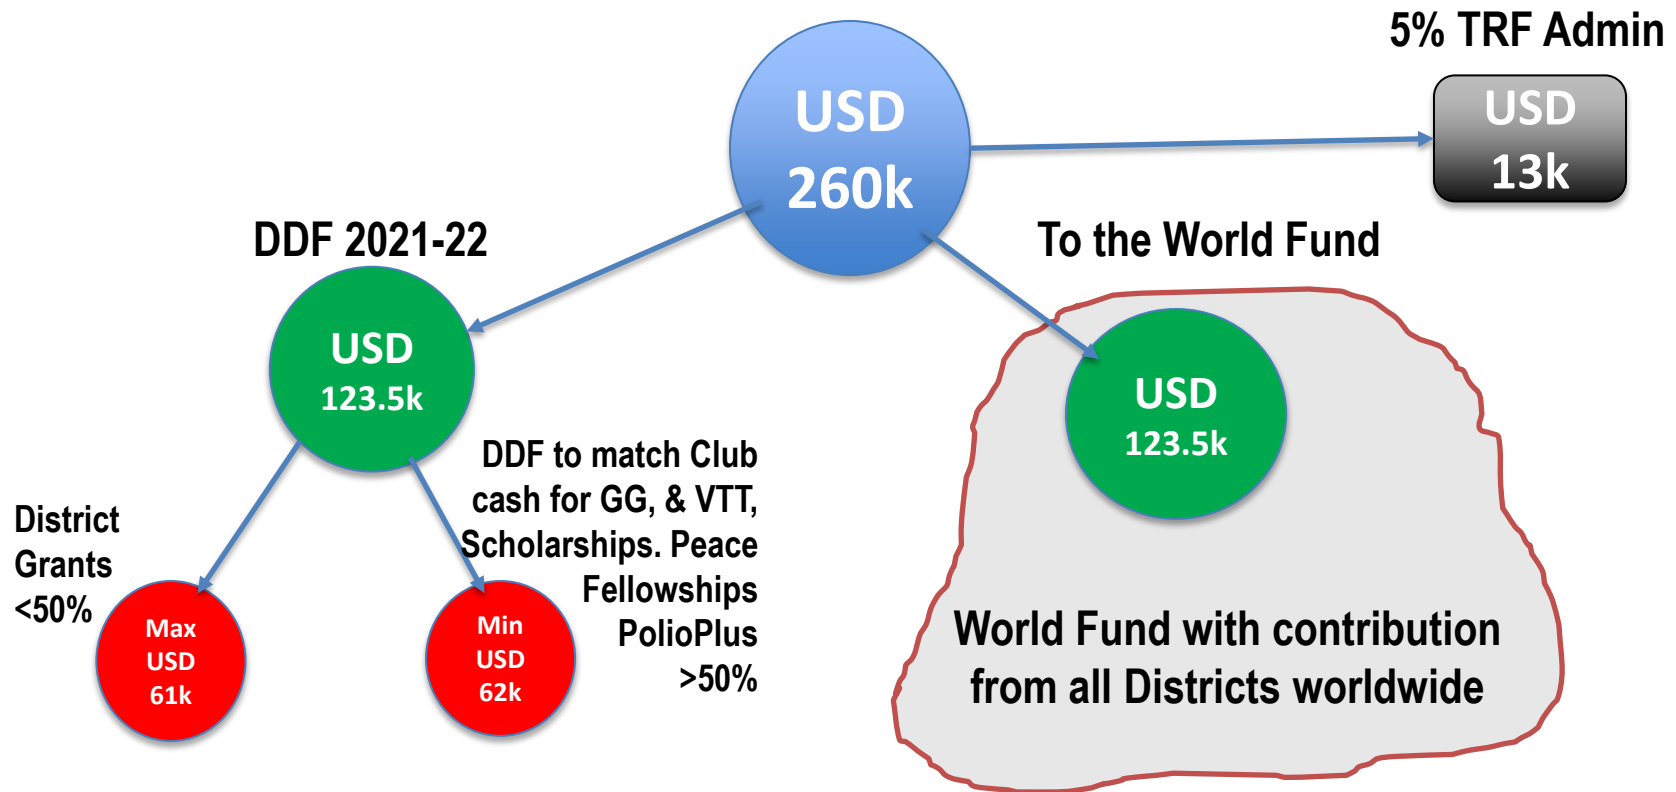 5% TRF Admin
USD
13k
USD
260k
DDF 2021-22
To the World Fund
USD
123.5k
USD
123.5k
DDF to match Club
cash for GG, & VTT,
Scholarships. Peace
Fellowships
PolioPlus
>50%
District
Grants
<50%
Max
USD
61k
Min
USD
62k
World Fund with contribution
from all Districts worldwide